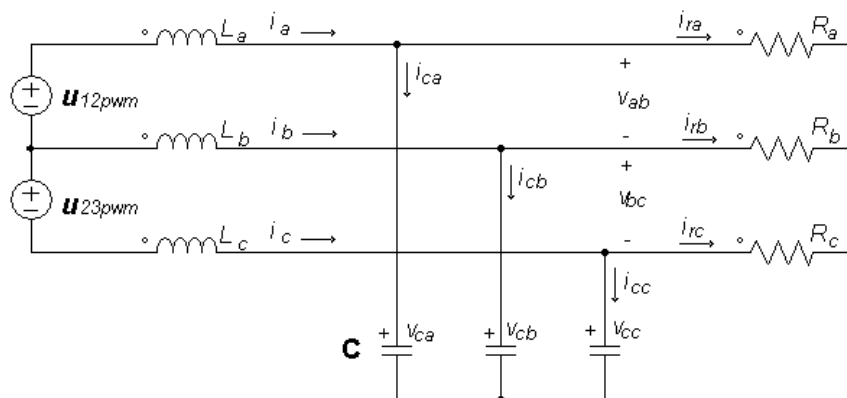 La ia ira Ra
ica
+
u12pwm vab
Lb ib - irb Rb
+
icb
u23pwm vbc
Lc ic - irc Rc
icc
+ vca + vcb + vcc
C